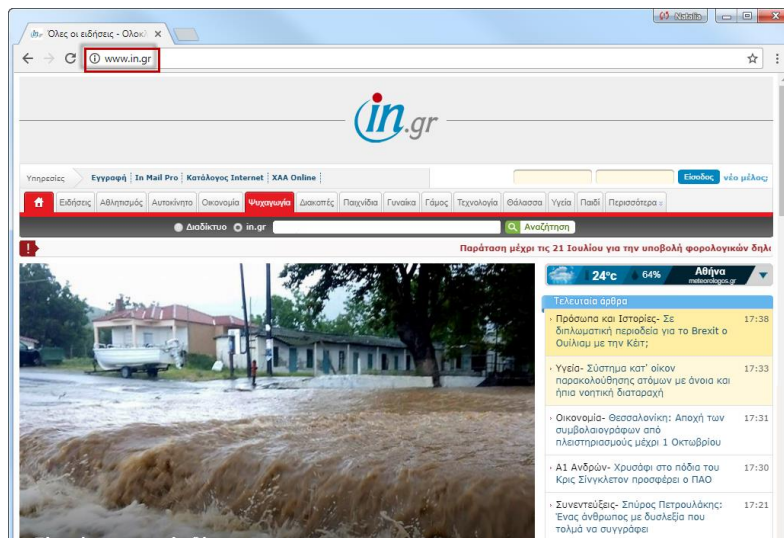 Natalia
in» Όλες οι ειδήσεις - Ολοκλ
www.in.gr
in.gr
Υπηρεσίες Εγγραφή In Mail Pro Κατάλογος Internet ΧΑΑ Online Είσοδος νέο μέλος;
Ειδήσεις Αθλητισμός Αυτοκίνητο Οικονομία Ψυχαγωγία Διακοπές Παιχνίδια Γυναίκα Γάμος Τεχνολογία Θάλασσα Υγεία Παιδί Περισσότερα
Διαδίκτυο in.gr Αναζήτηση
! Παράταση μέχρι τις 21 Ιουλίου για την υποβολή φορολογικών δηλω
24°C 64% Αθήνα
meteorologos.gr
Τελευταία άρθρα
Πρόσωπα και Ιστορίες- Σε 17:38
διπλωματική περιοδεία για το Brexit ο
Ουίλιαμ με την Κέιτ;
Υγεία- Σύστημα κατ' οίκον 17:33
παρακολούθησης ατόμων με άνοια και
ήπια νοητική διαταραχή
Οικονομία- Θεσσαλονίκη: Αποχή των 17:31
συμβολαιογράφων από
πλειστηριασμούς μέχρι 1 Οκτωβρίου
Α1 Ανδρών- Χρυσάφι στο πόδια του 17:30
Κρις Σίνγκλετον προσφέρει ο ΠΑΟ
Συνεντεύξεις- Σπύρος Πετρουλάκης: 17:21
Ένας άνθρωπος με δυσλεξία που
τολμά να συγγράφει